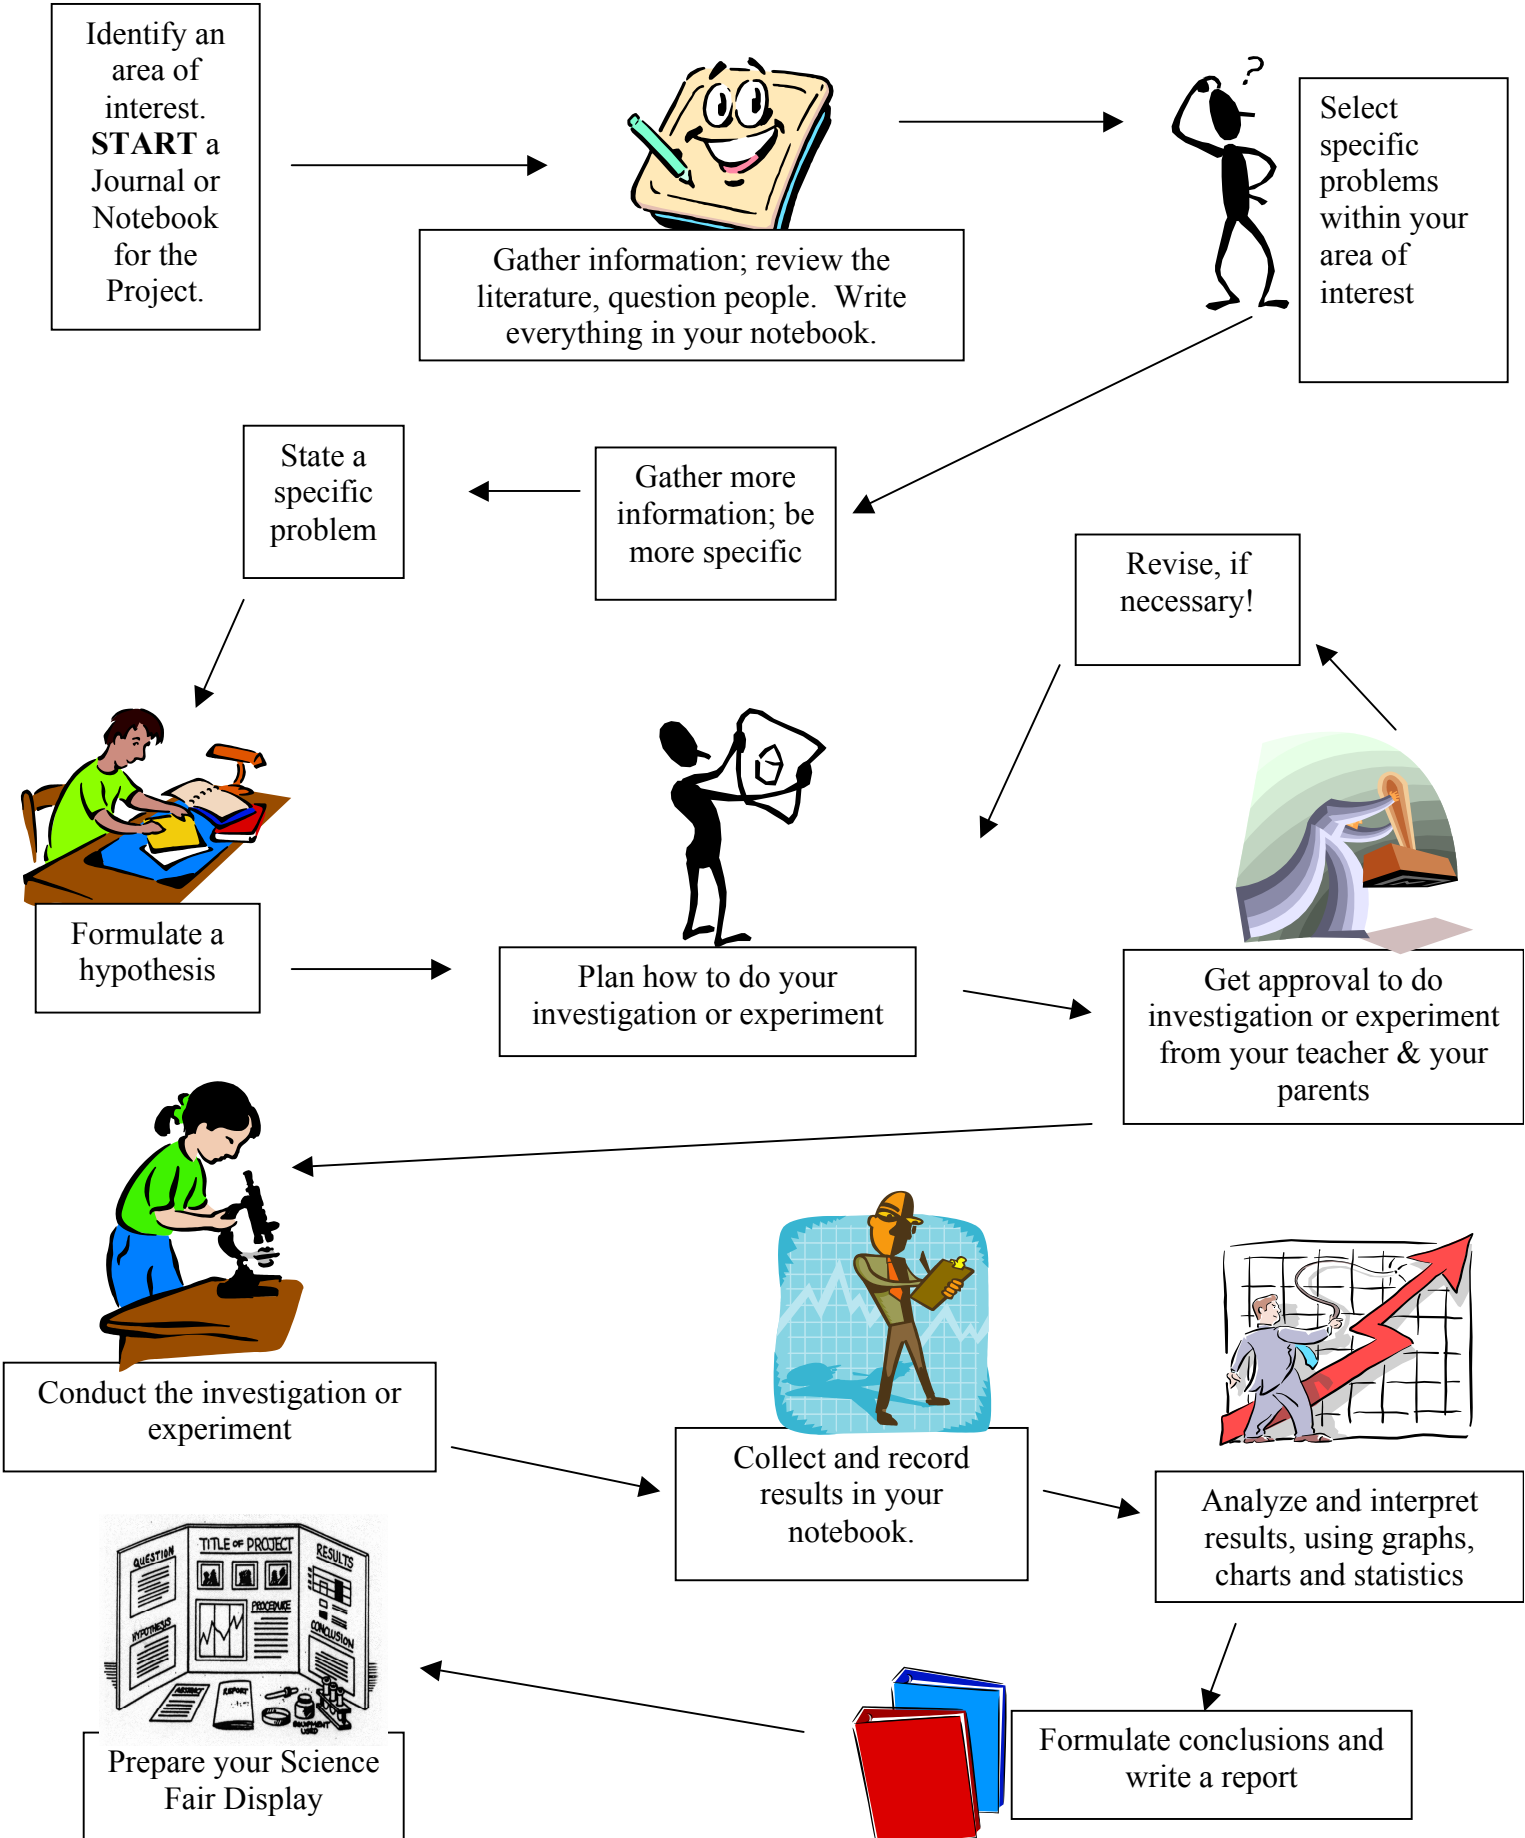 Identify an
area of
interest.
START a
Journal or
Notebook
for the
Project.
Gather information; review the
literature, question people.  Write
everything in your notebook.
?
Select
specific
problems
within your
area of
interest
Gather more
information; be
more specific
State a
specific
problem
Revise, if
necessary!
Formulate a
hypothesis
Plan how to do your
investigation or experiment
Get approval to do
investigation or experiment
from your teacher & your
parents
Conduct the investigation or
experiment
Collect and record
results in your
notebook.
Analyze and interpret
results, using graphs,
charts and statistics
Formulate conclusions and
write a report
QUESTION
HYPOTHESIS
TITLE OF PROJECT
PROCEDURE
RESULTS
CONCLUSION
ABSTRACT
REPORT
EQUIPMENT
USED
Prepare your Science
Fair Display